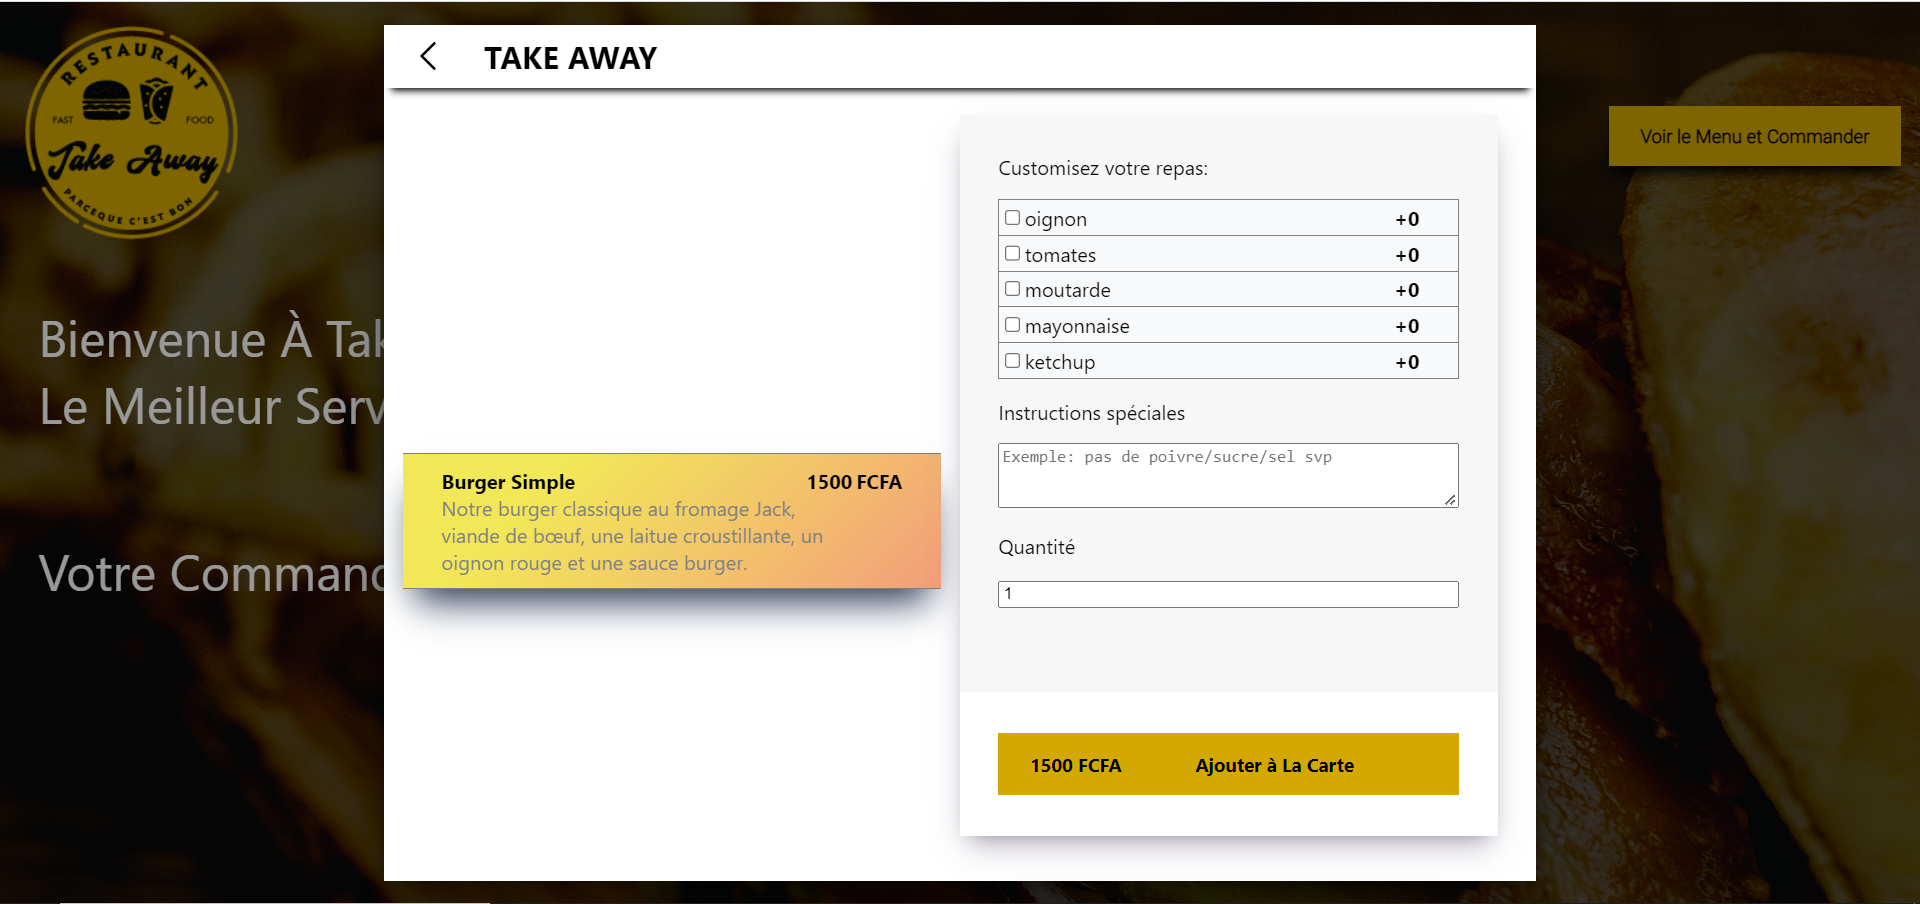 RESTAURANT
FAST FOOD
Take Away
PARCEQUE C'EST BON
Bienvenue À Tak
Le Meilleur Serv
Votre Command
TAKE AWAY
Burger Simple 1500 FCFA
Notre burger classique au fromage Jack,
viande de bœuf, une laitue croustillante, un
oignon rouge et une sauce burger.
Customisez votre repas:
oignon +0
tomates +0
moutarde +0
mayonnaise +0
ketchup +0
Instructions spéciales
Exemple: pas de poivre/sucre/sel svp
Quantité
1
1500 FCFA Ajouter à La Carte
Voir le Menu et Commander